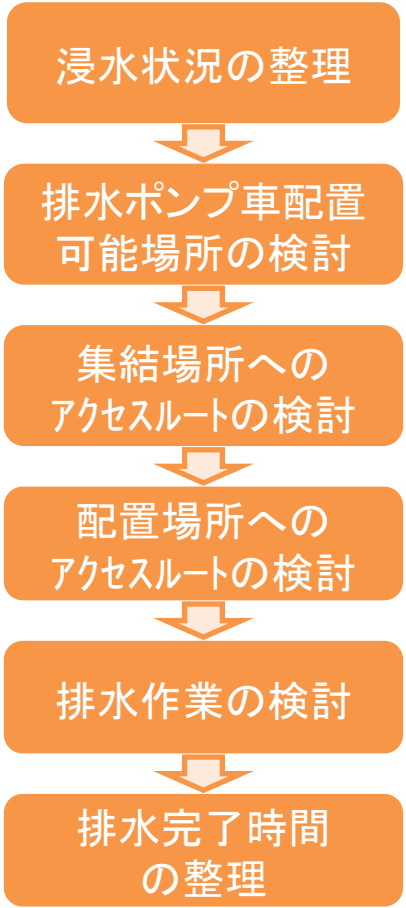 浸水状況の整理
排水ポンプ車配置
可能場所の検討
集結場所への
アクセスルートの検討
配置場所への
アクセスルートの検討
排水作業の検討
排水完了時間
の整理